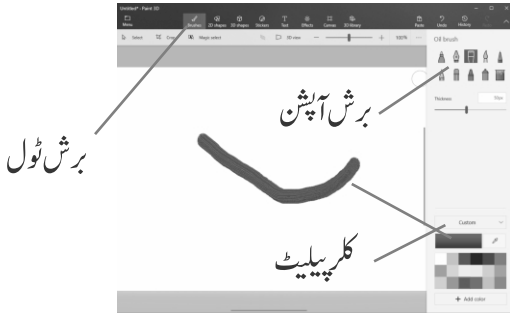 Untitled* - Paint 3D
Menu Brushes 2D shapes 3D shapes Stickers Text Effects Canvas 3D library Paste Undo History
Select Crop Magic select 3D view 100%
Oil brush
Thickness
برش آپشن
برش ٹول
Custom
کلر پیلیٹ
+ Add color